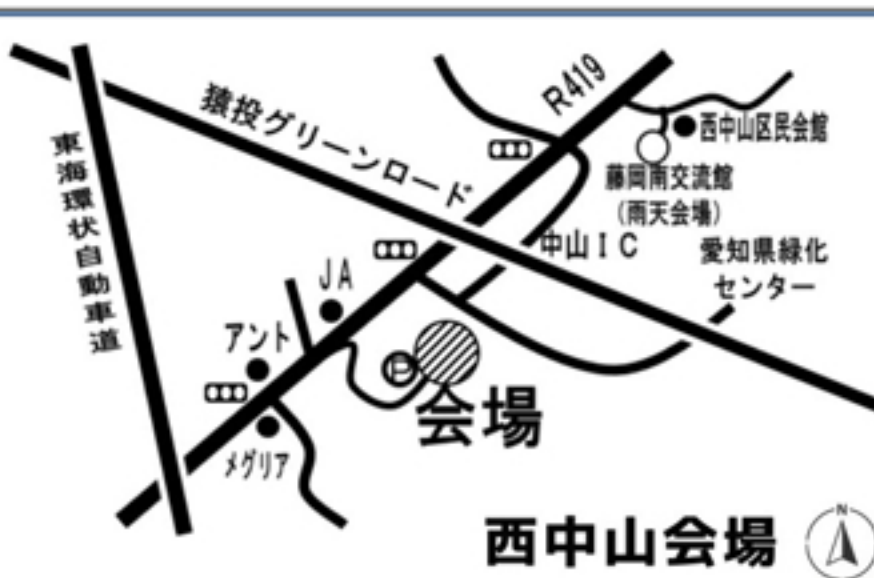 R419
猿投グリーンロード
西中山区民会館
東海環状自動車道
藤岡南交流館
(雨天会場)
中山IC
愛知県緑化
センター
JA
アント
P
会場
メグリア
西中山会場
N